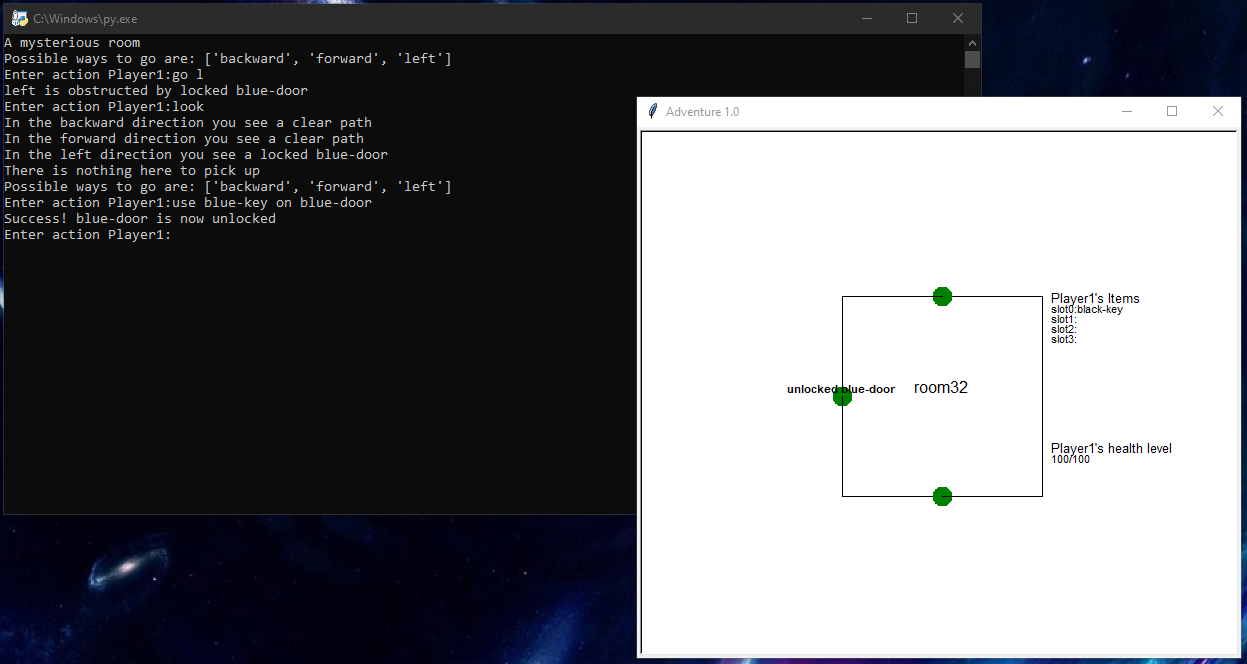 C:\Windows\py.exe
A mysterious room
Possible ways to go are: ['backward', 'forward', 'left']
Enter action Player1:go l
left is obstructed by locked blue-door
Enter action Player1:look
In the backward direction you see a clear path
In the forward direction you see a clear path
In the left direction you see a locked blue-door
There is nothing here to pick up
Possible ways to go are: ['backward', 'forward', 'left']
Enter action Player1:use blue-key on blue-door
Success! blue-door is now unlocked
Enter action Player1:
Adventure 1.0
Player1's Items
slot0:black-key
slot1:
slot2:
slot3:
unlocked blue-door
room32
Player1's health level
100/100